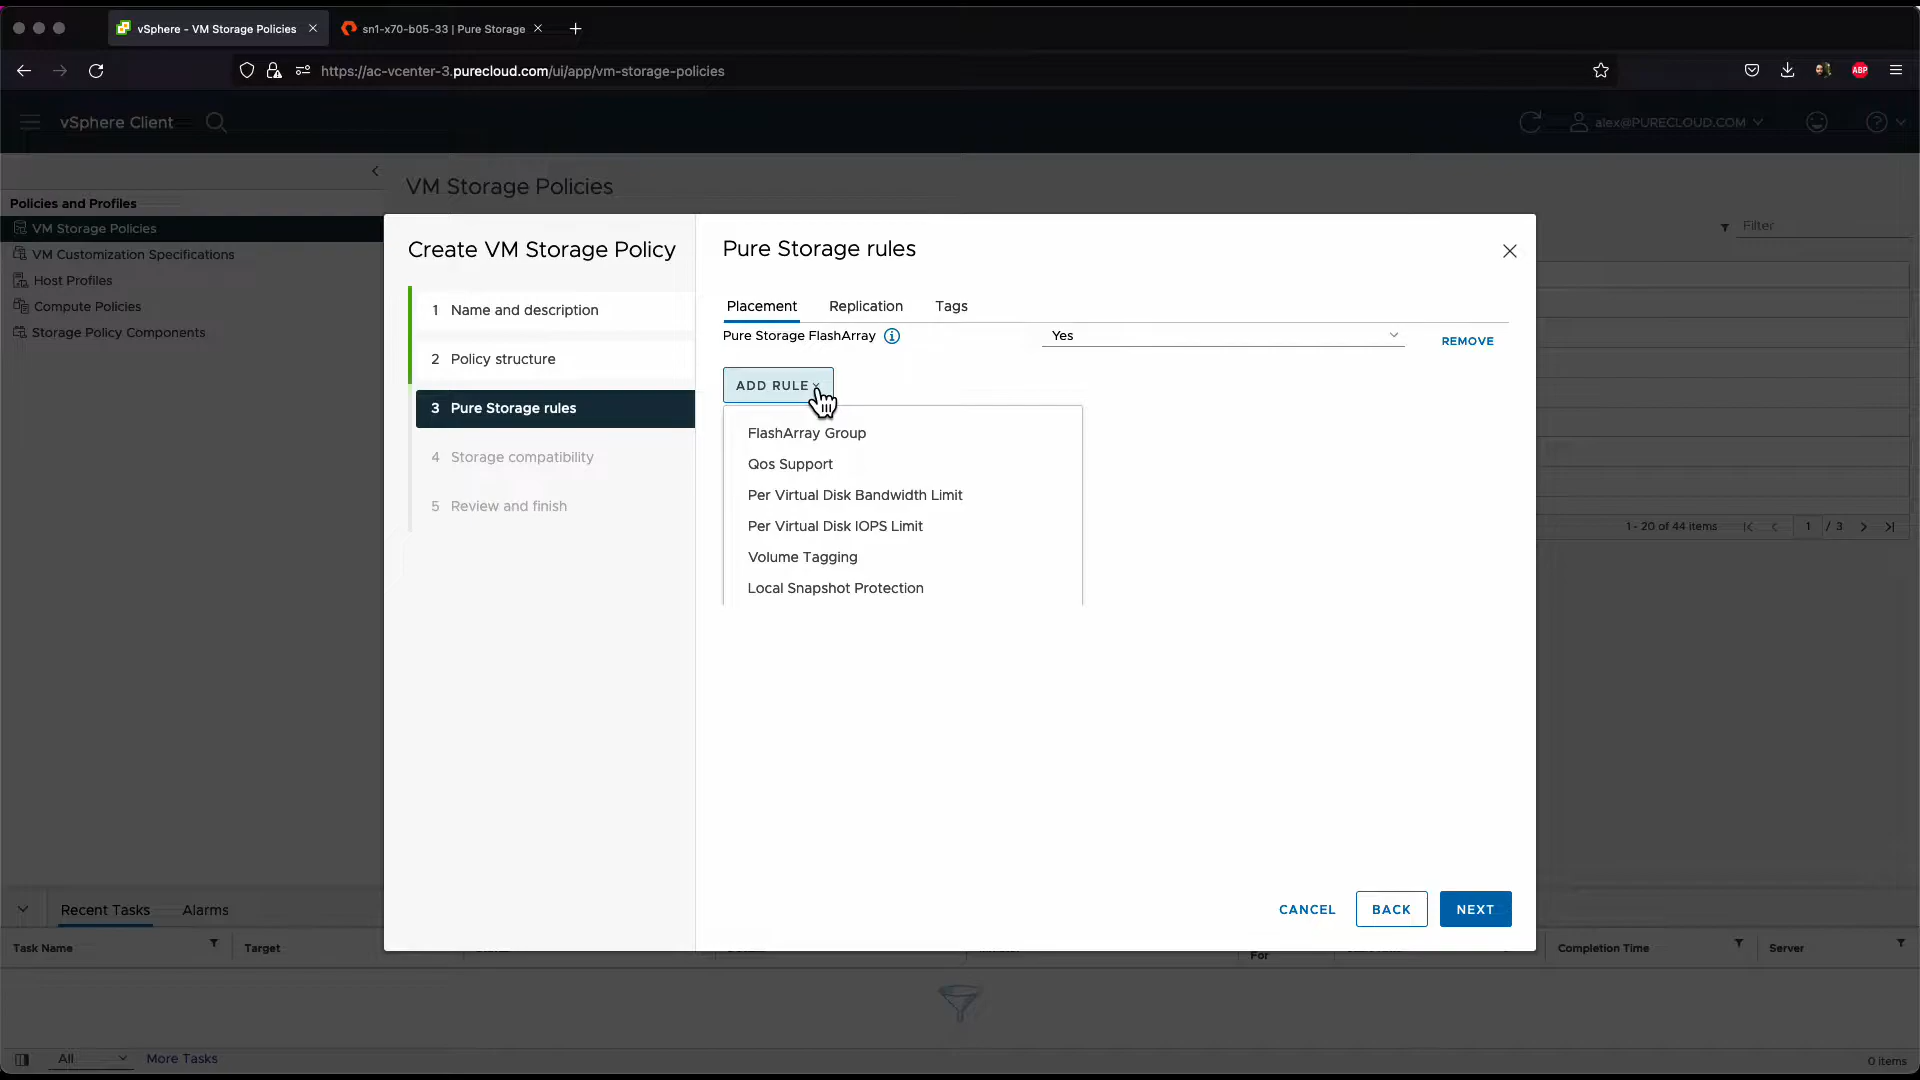 vSphere - VM Storage Policies
sn1-x70-b05-33 | Pure Storage
https://ac-vcenter-3.purecloud.com/ui/app/vm-storage-policies
ABP
vSphere Client
alex@PURECLOUD.COM
Policies and Profiles
VM Storage Policies
VM Customization Specifications
Host Profiles
Compute Policies
Storage Policy Components
VM Storage Policies
Filter
1 - 20 of 44 items
1 / 3
Create VM Storage Policy
1 Name and description
2 Policy structure
3 Pure Storage rules
4 Storage compatibility
5 Review and finish
Pure Storage rules
Placement Replication Tags
Pure Storage FlashArray
Yes
REMOVE
ADD RULE
FlashArray Group
Qos Support
Per Virtual Disk Bandwidth Limit
Per Virtual Disk IOPS Limit
Volume Tagging
Local Snapshot Protection
CANCEL BACK NEXT
Recent Tasks Alarms
Task Name
Target
For
Completion Time
Server
All
More Tasks
0 items